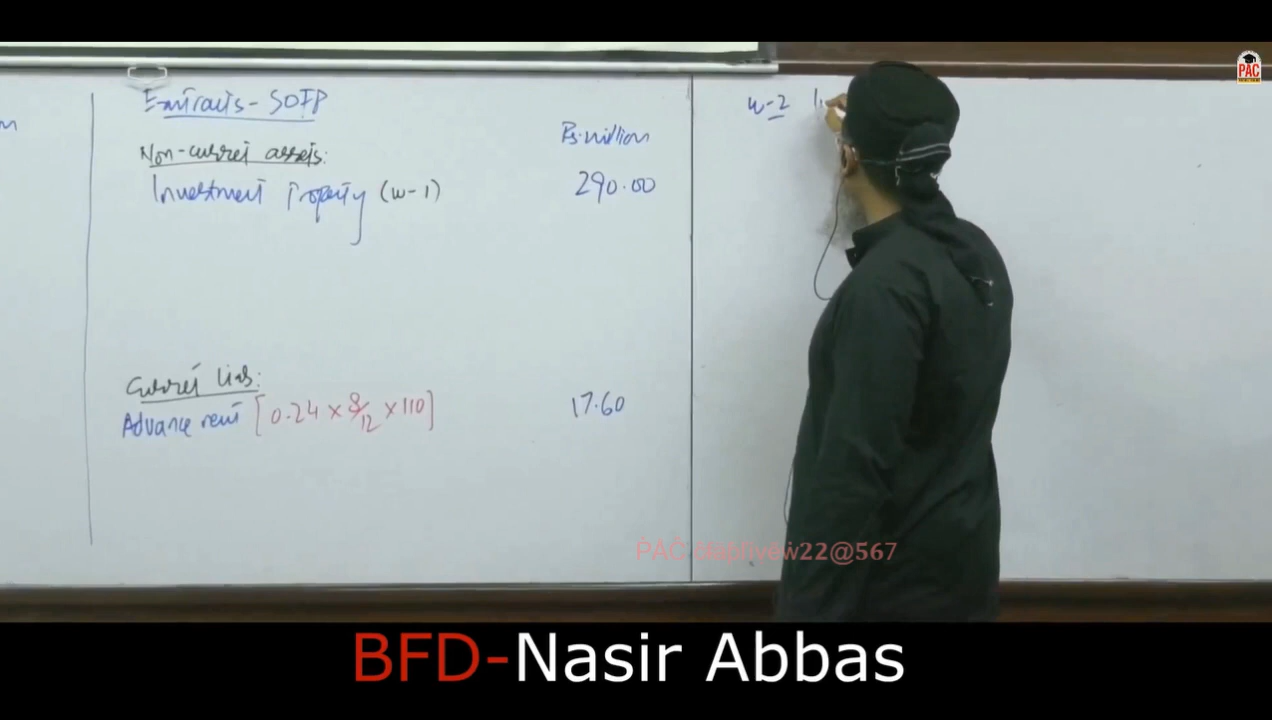 PAC
Extracts - SOFP
Rs. million
Non-current assets:
Investment Property (w-1) 290.00
w-2
Current Liab:
Advance rent [0.24 × 8/12 × 110] 17.60
BFD-Nasir Abbas